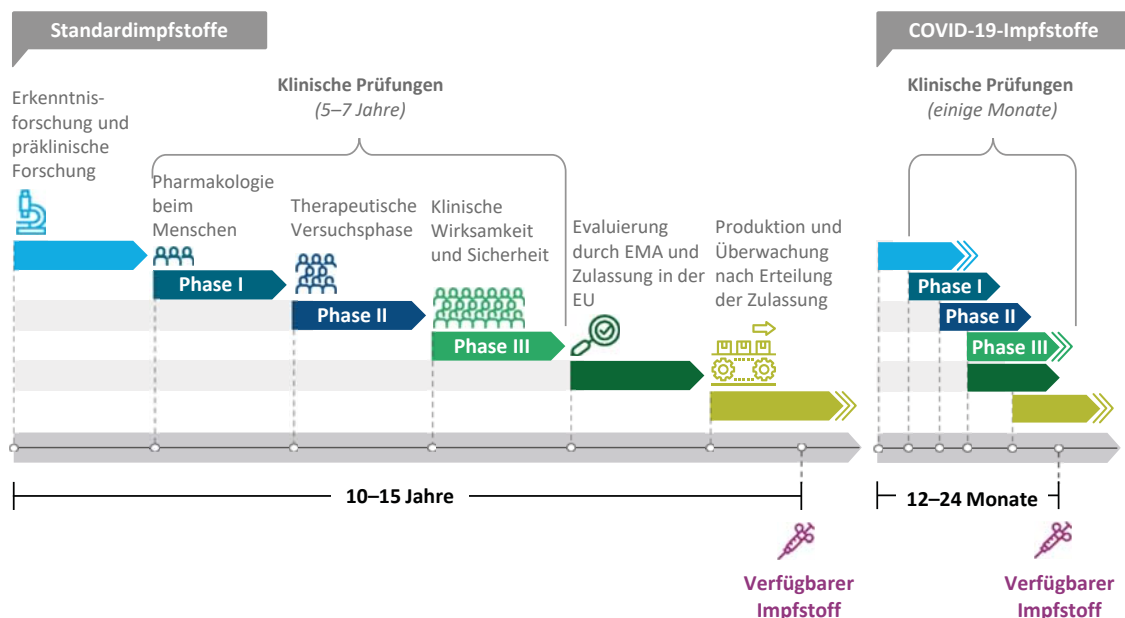 Standardimpfstoffe
Klinische Prüfungen
(5–7 Jahre)
Erkenntnis-
forschung und
präklinische
Forschung
Pharmakologie
beim
Menschen
Therapeutische
Versuchsphase
Klinische
Wirksamkeit
und Sicherheit
Evaluierung
durch EMA und
Zulassung in der
EU
Produktion und
Überwachung
nach Erteilung
der Zulassung
Phase I
Phase II
Phase III
10–15 Jahre
Verfügbarer
Impfstoff
COVID-19-Impfstoffe
Klinische Prüfungen
(einige Monate)
Phase I
Phase II
Phase III
12–24 Monate
Verfügbarer
Impfstoff